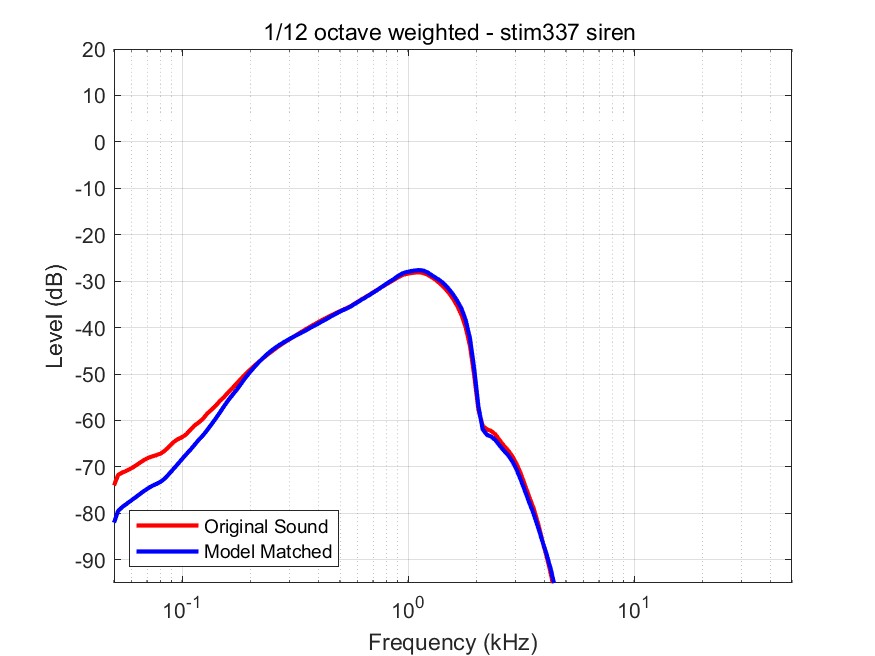 1/12 octave weighted - stim337 siren
20
10
0
-10
-20
-30
-40
-50
-60
-70
-80
-90
Level (dB)
Original Sound
Model Matched
10^-1 10^0 10^1
Frequency (kHz)